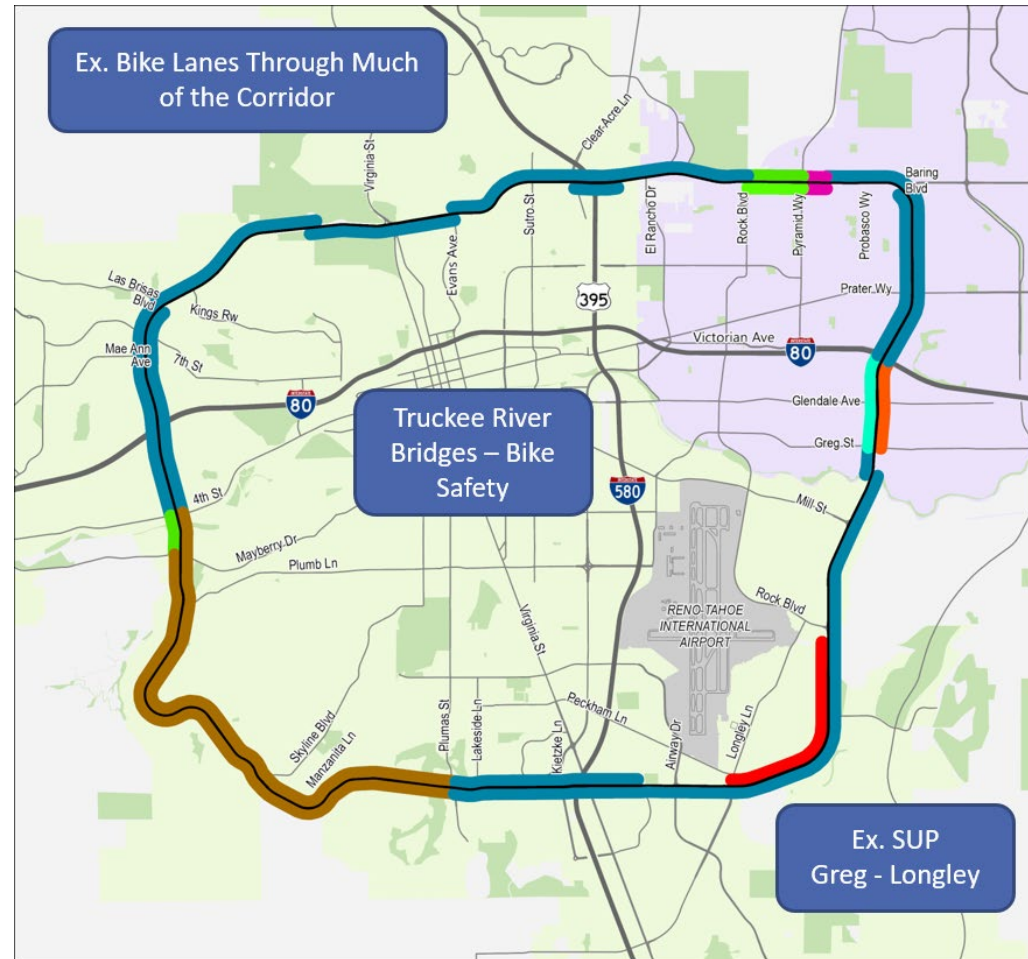 Ex. Bike Lanes Through Much
of the Corridor
Clear Acre Ln
Virginia St
Sutro St
El Rancho Dr
Rock Blvd
Pyramid Wy
Probasco Wy
Baring
Blvd
Evans Ave
Las Brisas
Blvd
Kings Rw
395
Prater Wy
Mae Ann
Ave
7th St
Victorian Ave
80
80
Glendale Ave
Truckee River
Bridges – Bike
Safety
Greg St
4th St
580
Mill St
Mayberry Dr
Plumb Ln
Rock Blvd
RENO-TAHOE
INTERNATIONAL
AIRPORT
Virginia St
Skyline Blvd
Manzanita Ln
Plumas St
Lakeside Ln
Kietzke Ln
Peckham Ln
Airway Dr
Longley Ln
Ex. SUP
Greg - Longley